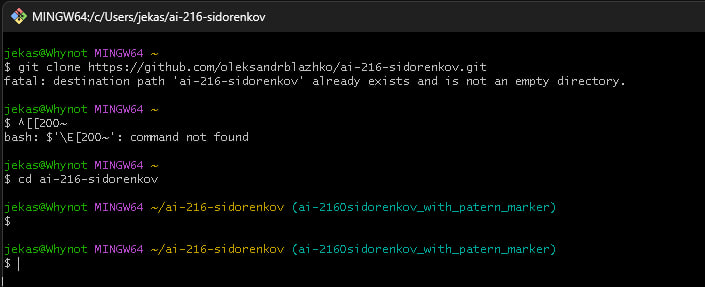 MINGW64:/c/Users/jekas/ai-216-sidorenkov
jekas@Whynot MINGW64 ~
$ git clone https://github.com/oleksandrblazhko/ai-216-sidorenkov.git
fatal: destination path 'ai-216-sidorenkov' already exists and is not an empty directory.
jekas@Whynot MINGW64 ~
$ ^[[200~
bash: $'\E[200~': command not found
jekas@Whynot MINGW64 ~
$ cd ai-216-sidorenkov
jekas@Whynot MINGW64 ~/ai-216-sidorenkov (ai-216Osidorenkov_with_patern_marker)
$
jekas@Whynot MINGW64 ~/ai-216-sidorenkov (ai-216Osidorenkov_with_patern_marker)
$